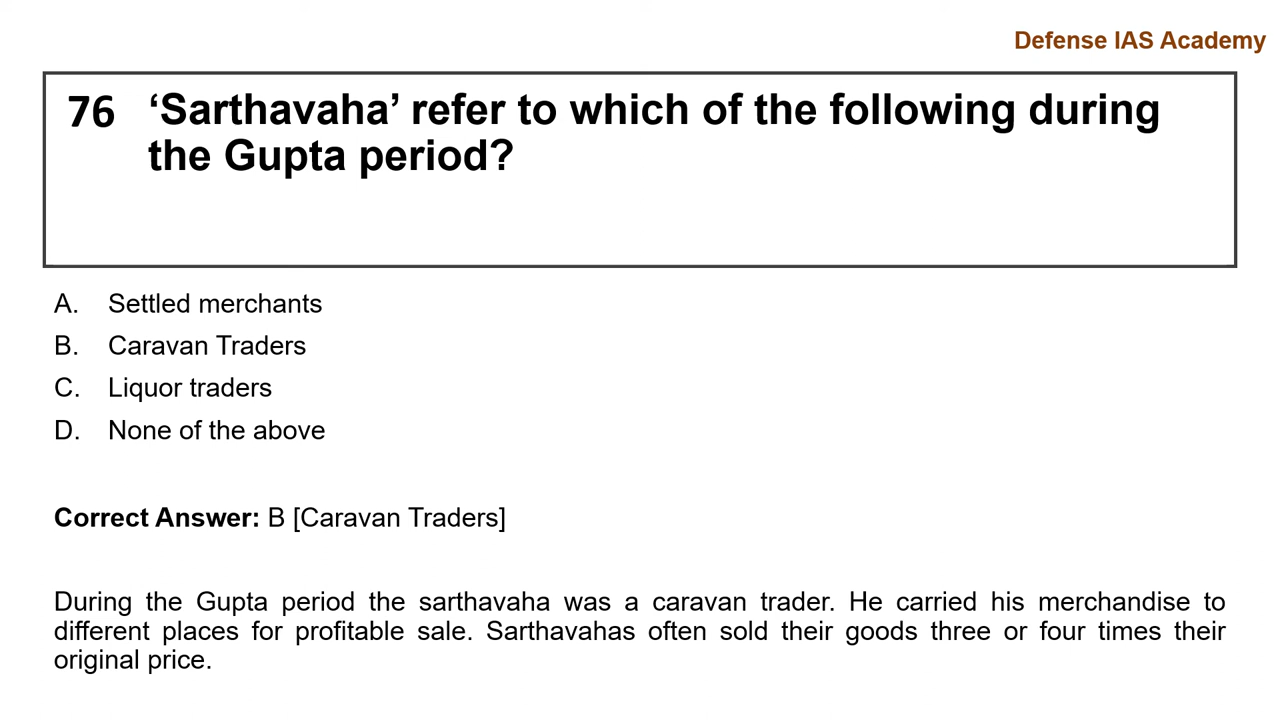 Defense IAS Academy
76 ‘Sarthavaha’ refer to which of the following during
the Gupta period?
A. Settled merchants
B. Caravan Traders
C. Liquor traders
D. None of the above
Correct Answer: B [Caravan Traders]
During the Gupta period the sarthavaha was a caravan trader. He carried his merchandise to
different places for profitable sale. Sarthavahas often sold their goods three or four times their
original price.